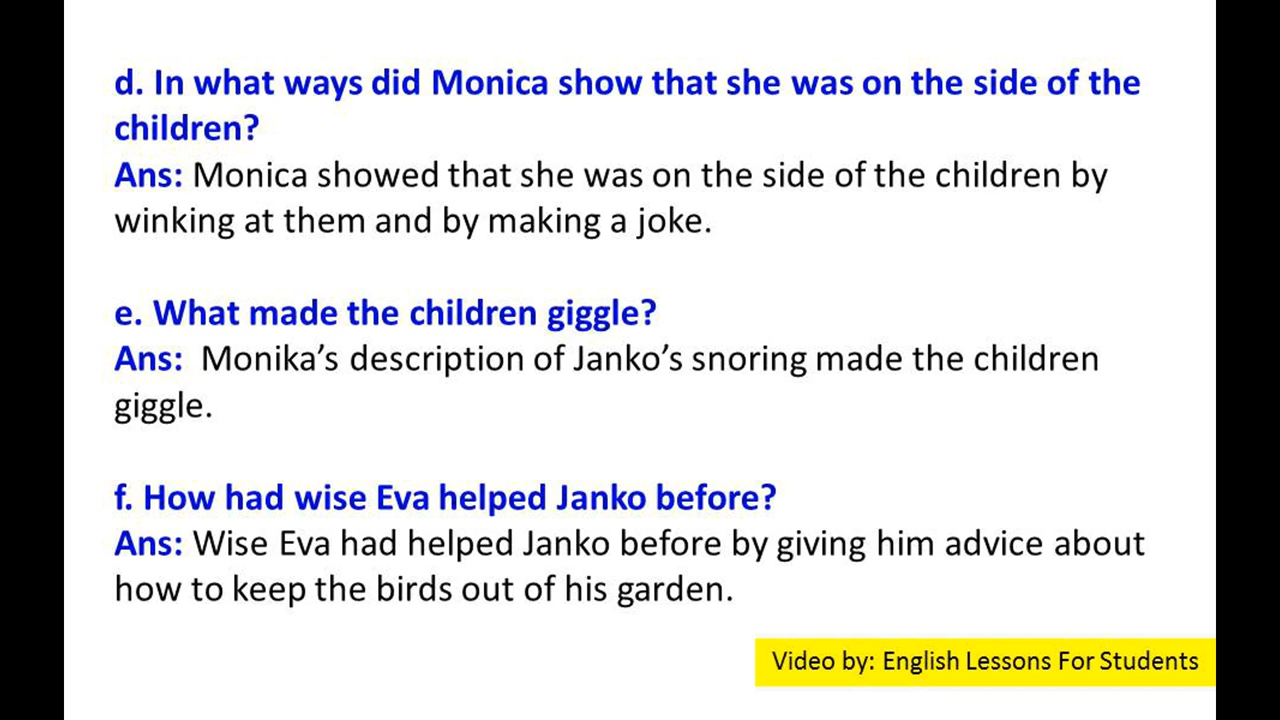 d. In what ways did Monica show that she was on the side of the
children?
Ans: Monica showed that she was on the side of the children by
winking at them and by making a joke.
e. What made the children giggle?
Ans: Monika’s description of Janko’s snoring made the children
giggle.
f. How had wise Eva helped Janko before?
Ans: Wise Eva had helped Janko before by giving him advice about
how to keep the birds out of his garden.
Video by: English Lessons For Students